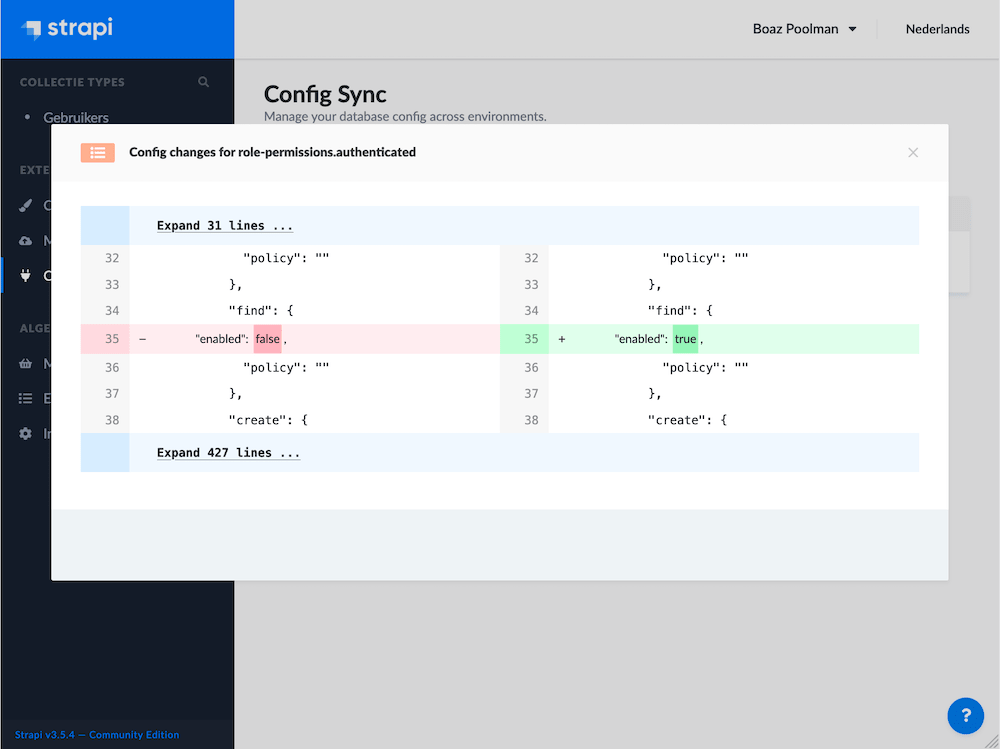 strapi
Boaz Poolman
Nederlands
COLLECTIE TYPES
Gebruikers
Config Sync
Manage your database config across environments.
EXTE
C
M
C
ALGE
M
E
In
Config changes for role-permissions.authenticated
Expand 31 lines ...
32 "policy": "" 32 "policy": ""
33 }, 33 },
34 "find": { 34 "find": {
35 - "enabled": false , 35 + "enabled": true ,
36 "policy": "" 36 "policy": ""
37 }, 37 },
38 "create": { 38 "create": {
Expand 427 lines ...
Strapi v3.5.4 — Community Edition
?